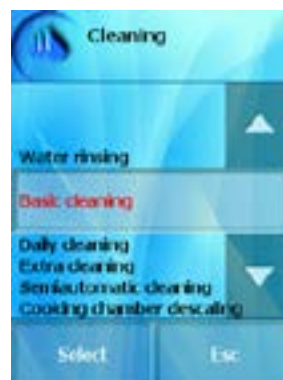 Cleaning
Water rinsing
Basic cleaning
Daily cleaning
Extra cleaning
Semiautomatic cleaning
Cooking chamber descaling
Select Esc